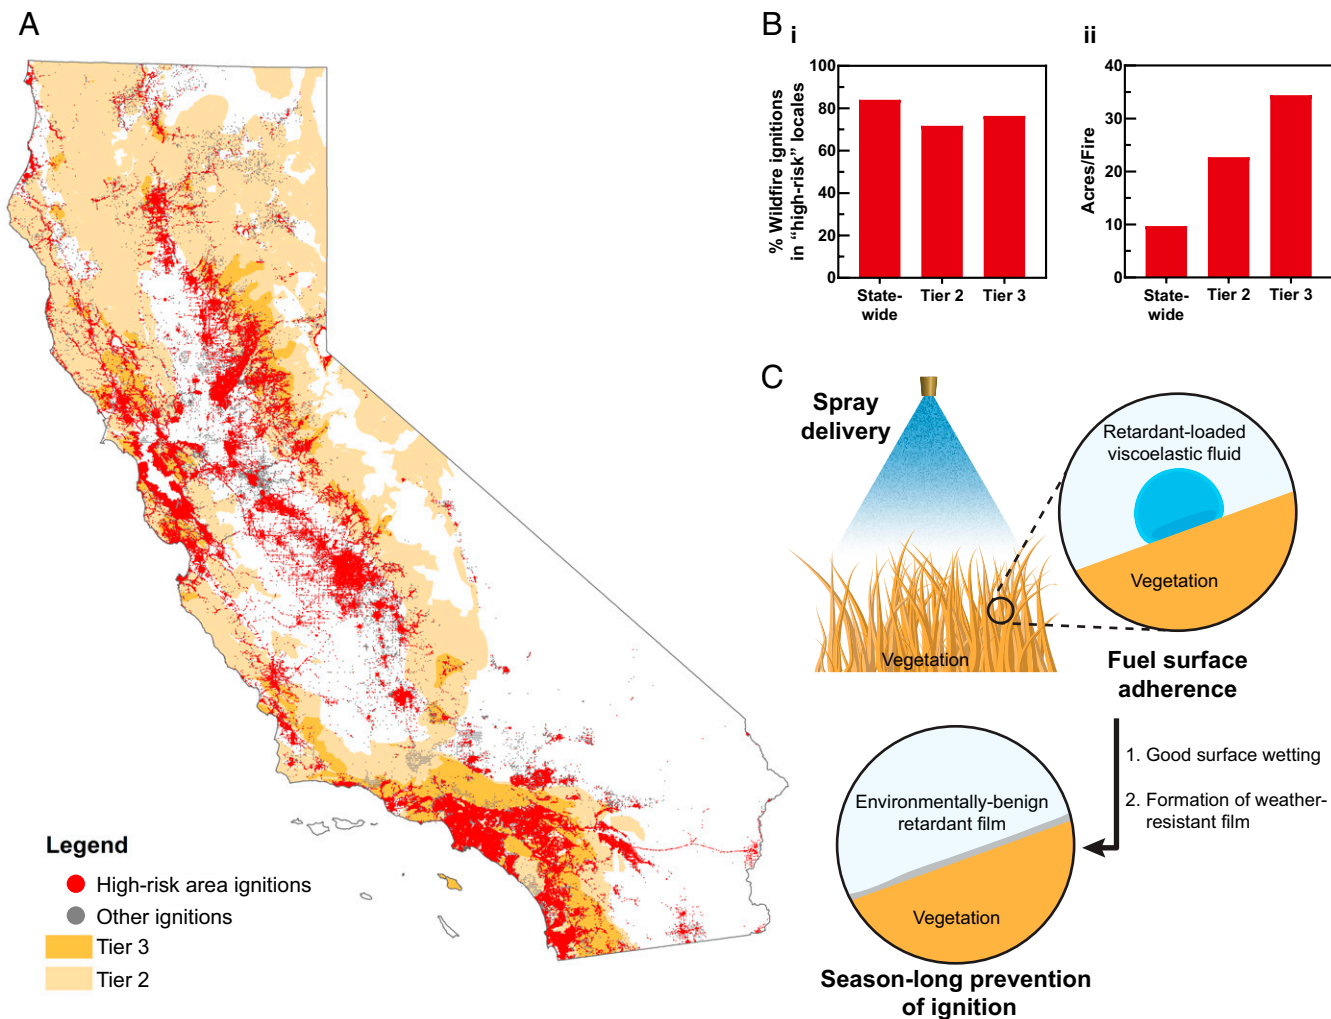 A
Legend
High-risk area ignitions
Other ignitions
Tier 3
Tier 2
B
i
% Wildfire ignitions
in “high-risk” locales
100
80
60
40
20
0
State-
wide
Tier 2
Tier 3
ii
Acres/Fire
40
30
20
10
0
State-
wide
Tier 2
Tier 3
C
Spray
delivery
Vegetation
Retardant-loaded
viscoelastic fluid
Vegetation
Fuel surface
adherence
1. Good surface wetting
2. Formation of weather-
resistant film
Environmentally-benign
retardant film
Vegetation
Season-long prevention
of ignition